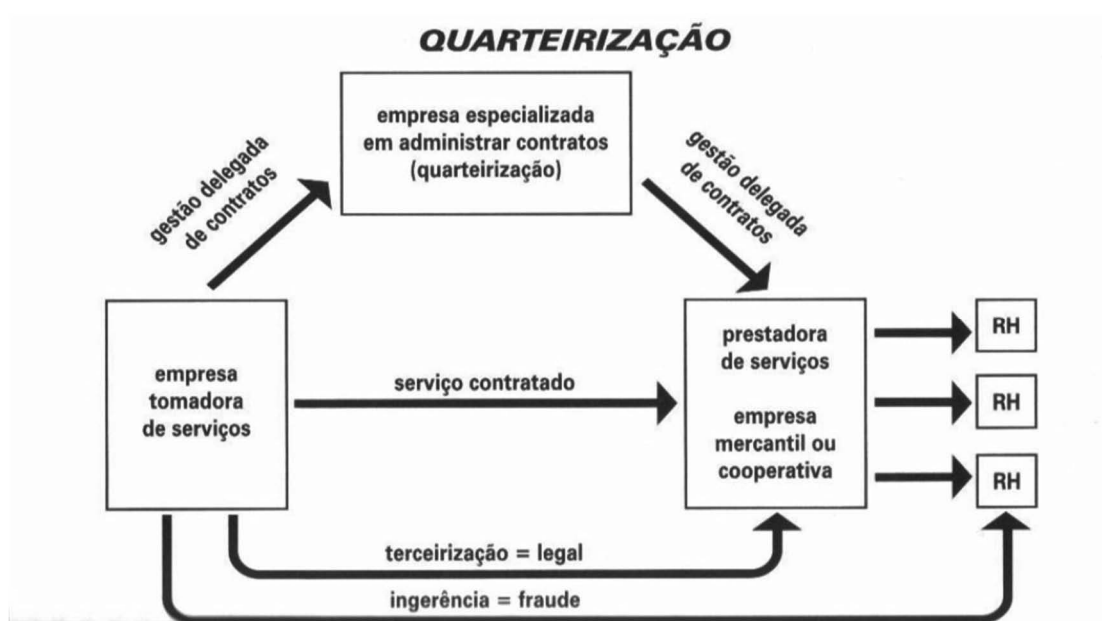 QUARTEIRIZAÇÃO
empresa especializada
em administrar contratos
(quarteirização)
gestão delegada
de contratos
gestão delegada
de contratos
empresa
tomadora
de serviços
serviço contratado
prestadora
de serviços
empresa
mercantil ou
cooperativa
RH
RH
RH
terceirização = legal
ingerência = fraude